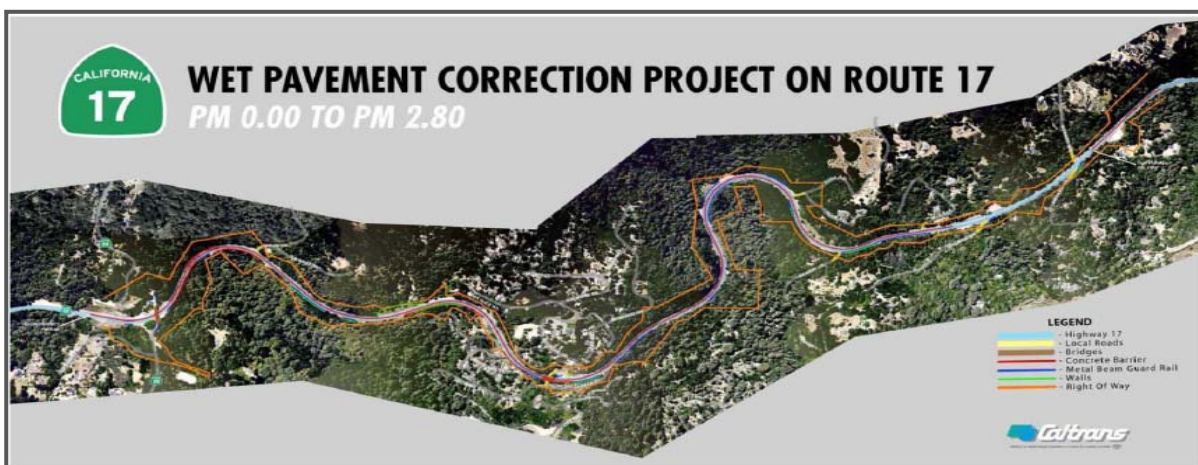 CALIFORNIA
17
WET PAVEMENT CORRECTION PROJECT ON ROUTE 17
PM 0.00 TO PM 2.80
LEGEND
- Highway 17
- Local Roads
- Bridges
- Concrete Barrier
- Metal Beam Guard Rail
- Walls
- Right Of Way
Caltrans